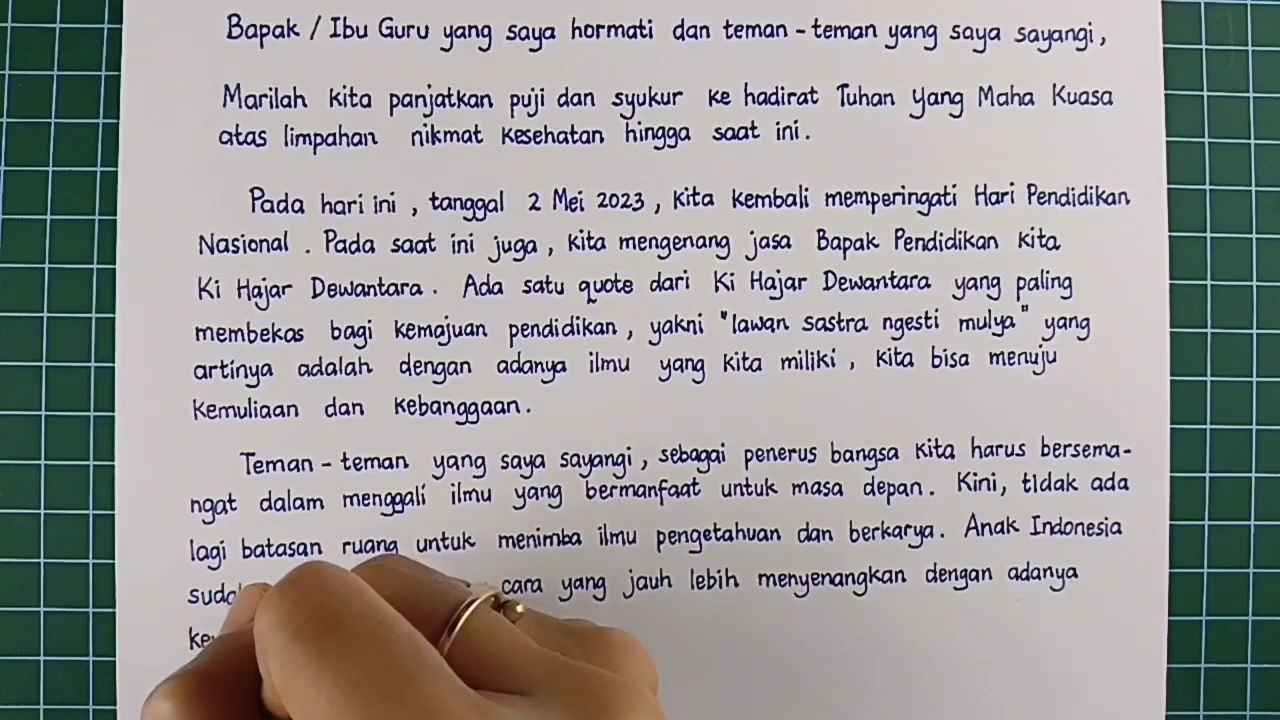 Bapak / Ibu Guru yang saya hormati dan teman - teman yang saya sayangi,
Marilah kita panjatkan puji dan syukur ke hadirat Tuhan Yang Maha Kuasa
atas limpahan nikmat kesehatan hingga saat ini.
Pada hari ini, tanggal 2 Mei 2023, kita kembali memperingati Hari Pendidikan
Nasional. Pada saat ini juga, kita mengenang jasa Bapak Pendidikan kita
Ki Hajar Dewantara. Ada satu quote dari Ki Hajar Dewantara yang paling
membekas bagi kemajuan pendidikan, yakni "lawan sastra ngesti mulya" yang
artinya adalah dengan adanya ilmu yang kita miliki, kita bisa menuju
kemuliaan dan kebanggaan.
Teman - teman yang saya sayangi, sebagai penerus bangsa kita harus bersema-
ngat dalam menggali ilmu yang bermanfaat untuk masa depan. Kini, tidak ada
lagi batasan ruang untuk menimba ilmu pengetahuan dan berkarya. Anak Indonesia
cara yang jauh lebih menyenangkan dengan adanya